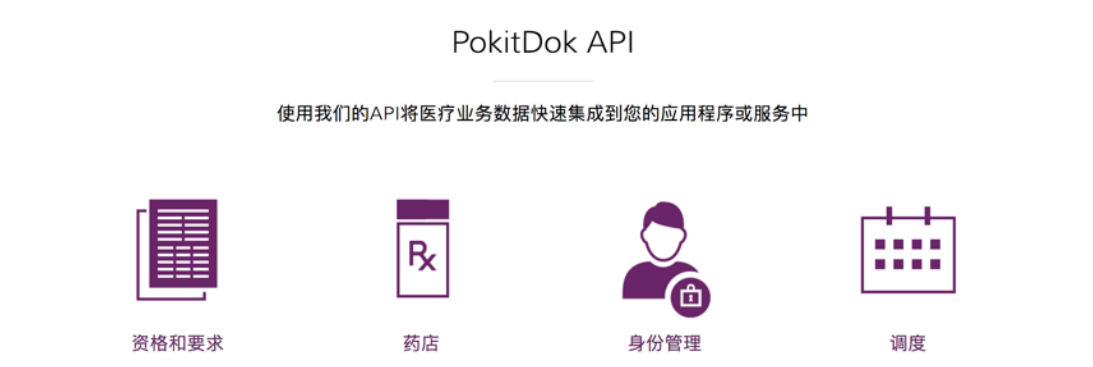 PokitDok API
使用我们的API将医疗业务数据快速集成到您的应用程序或服务中
Rx
资格和要求
药店
身份管理
调度